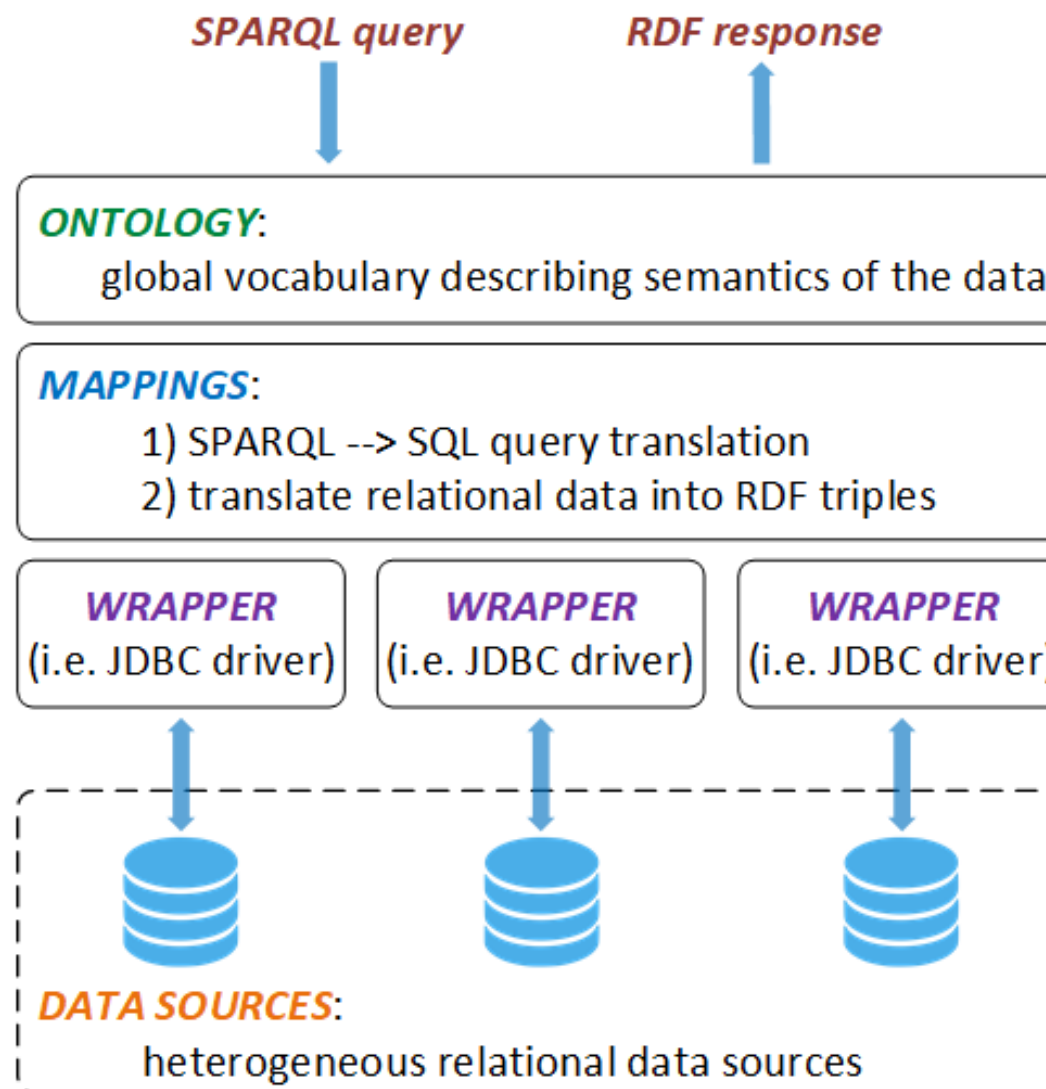 SPARQL query
RDF response
ONTOLOGY:
global vocabulary describing semantics of the data
MAPPINGS:
1) SPARQL --> SQL query translation
2) translate relational data into RDF triples
WRAPPER
(i.e. JDBC driver)
WRAPPER
(i.e. JDBC driver)
WRAPPER
(i.e. JDBC driver)
DATA SOURCES:
heterogeneous relational data sources